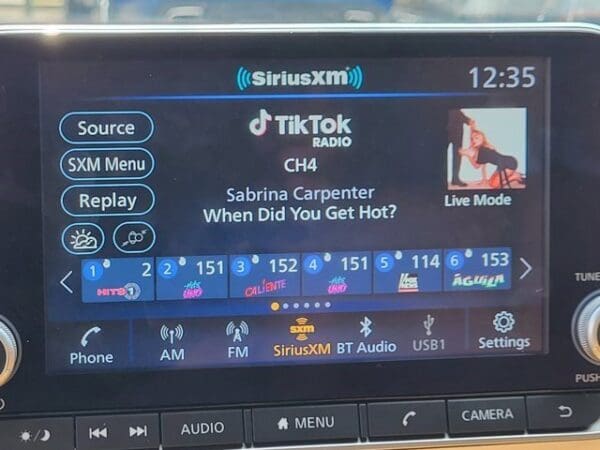 SiriusXM
12:35
Source
TikTok
RADIO
SXM Menu
CH4
Replay
Sabrina Carpenter
When Did You Get Hot?
Live Mode
1 2 HITS 1
2 151
3 152 CALIENTE
4 151
5 114
6 153 ÁGUILA
Phone
AM
FM
sxm
SiriusXM
BT Audio
USB1
Settings
TUNE
PUSH
AUDIO
MENU
CAMERA